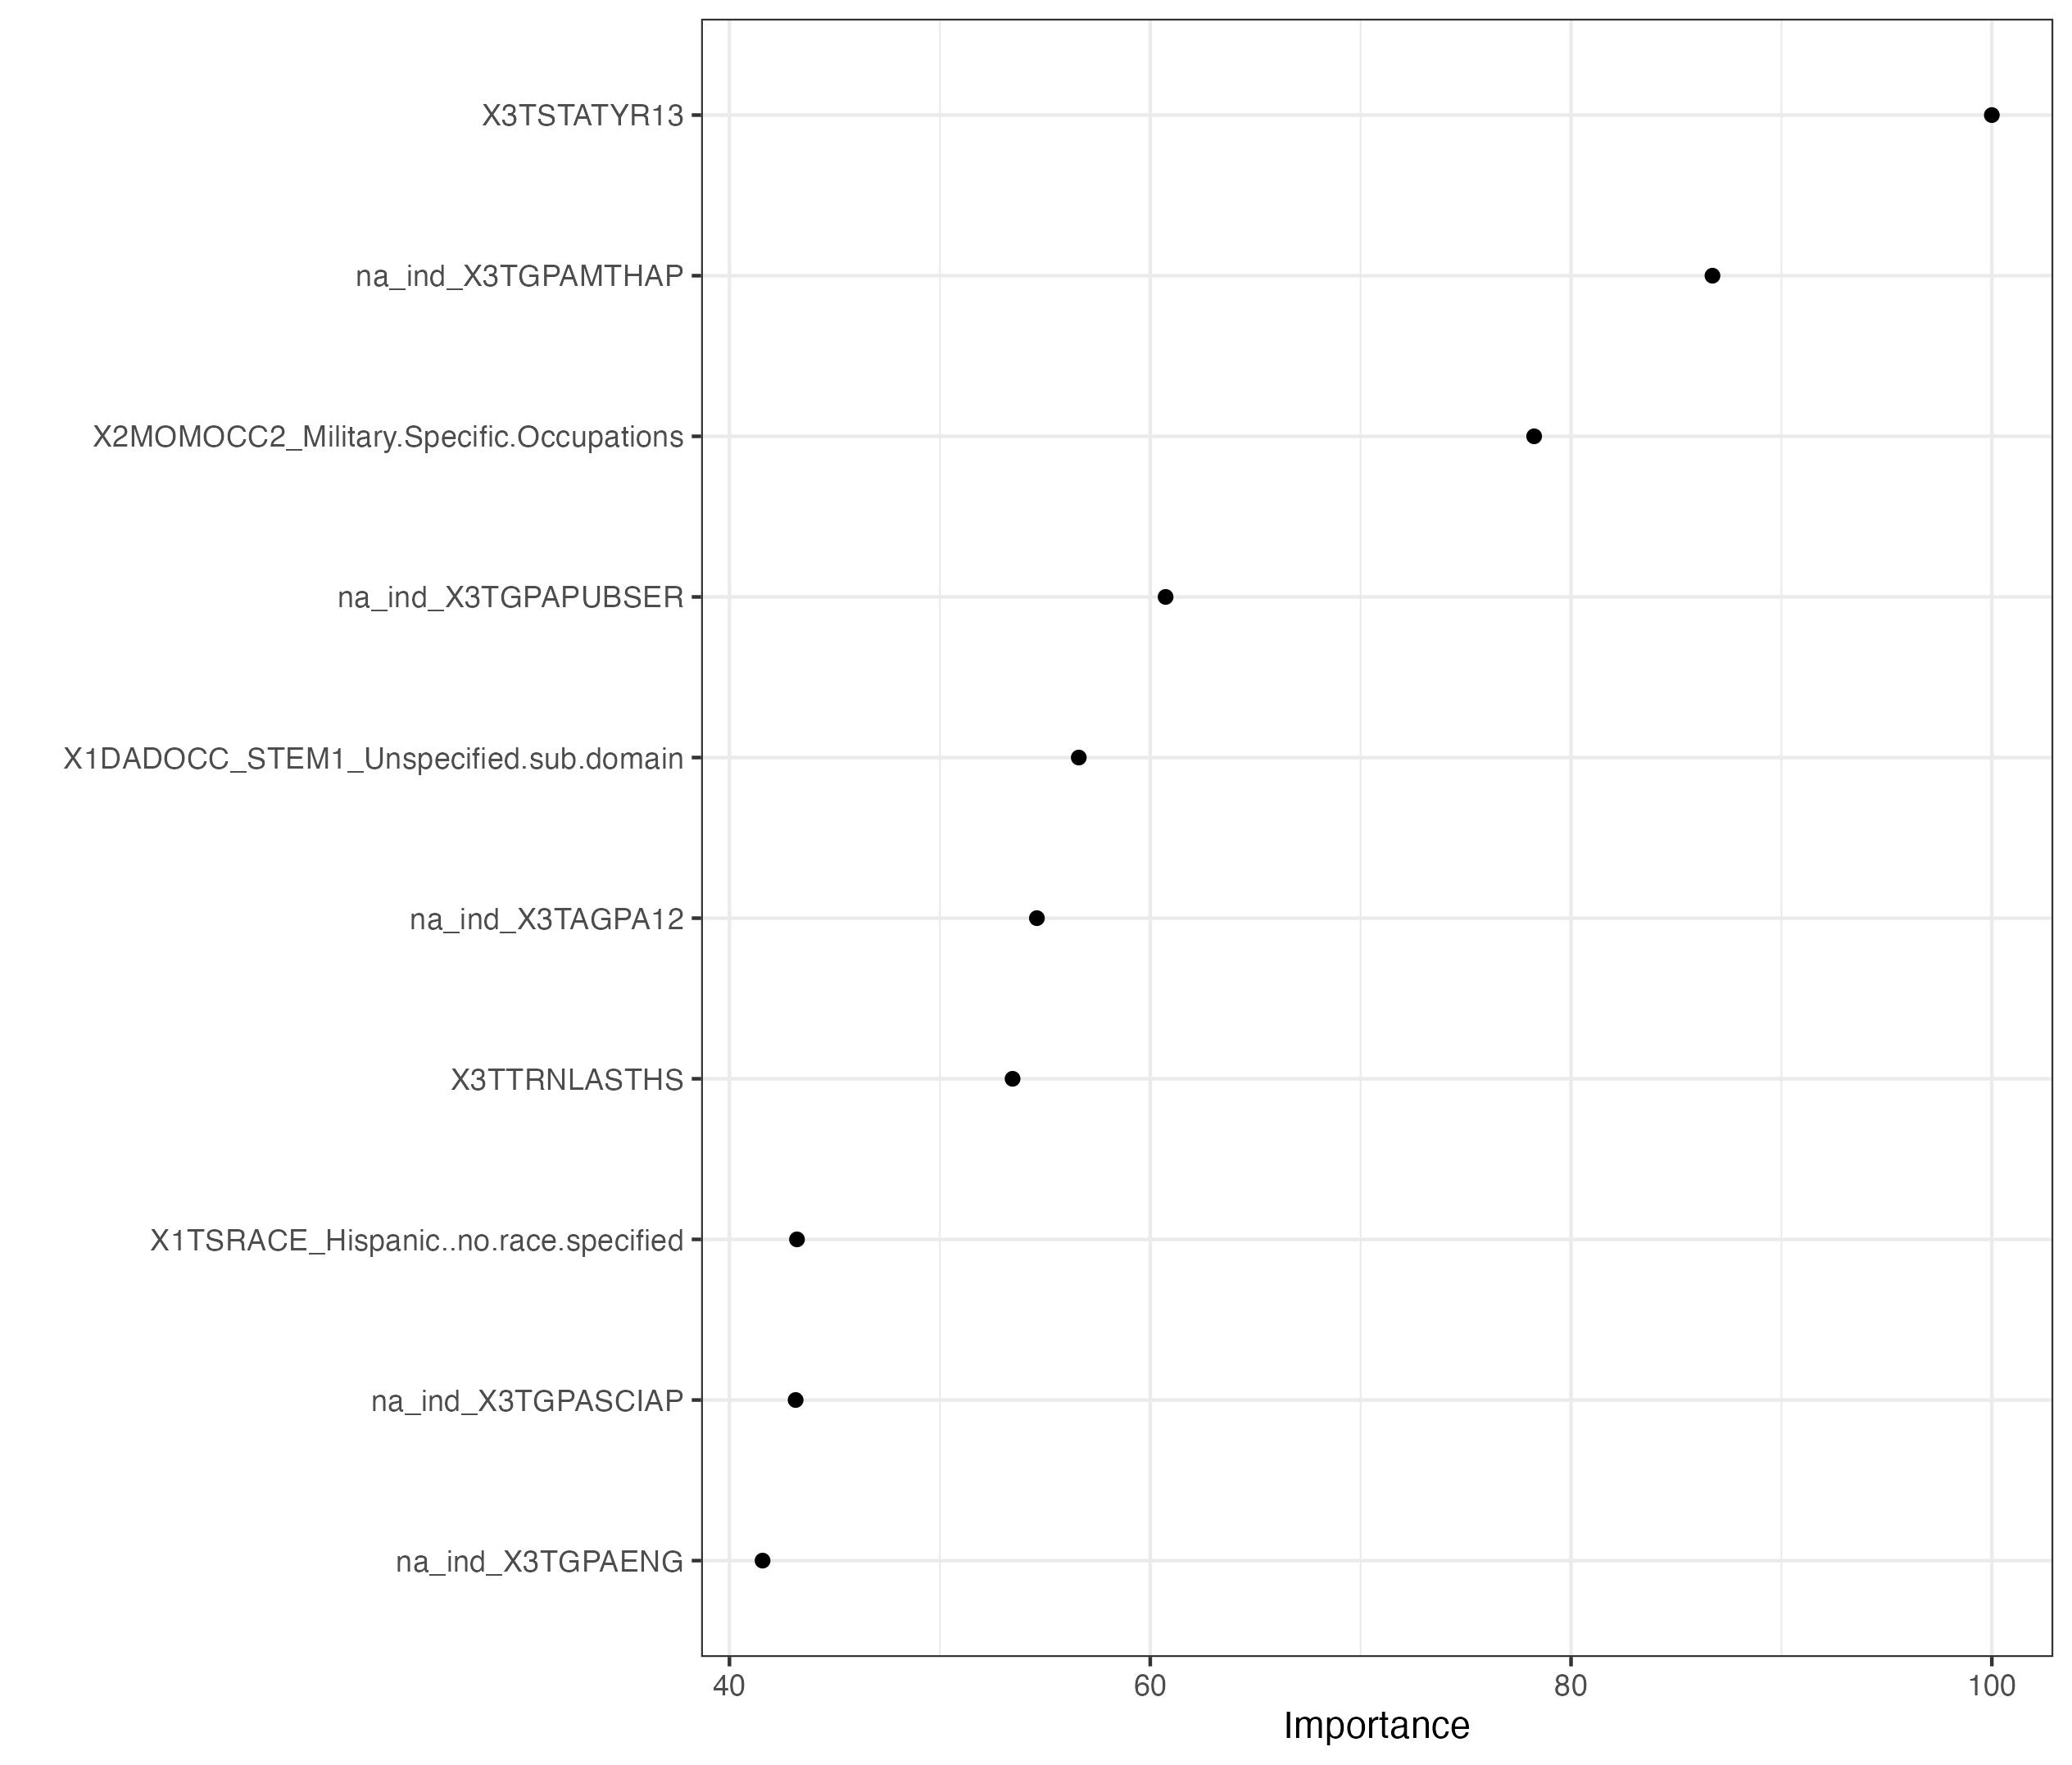 X3TSTATYR13
na_ind_X3TGPAMTHAP
X2MOMOCC2_Military.Specific.Occupations
na_ind_X3TGPAPUBSER
X1DADOCC_STEM1_Unspecified.sub.domain
na_ind_X3TAGPA12
X3TTRNLASTHS
X1TSRACE_Hispanic..no.race.specified
na_ind_X3TGPASCIAP
na_ind_X3TGPAENG
40 60 80 100
Importance